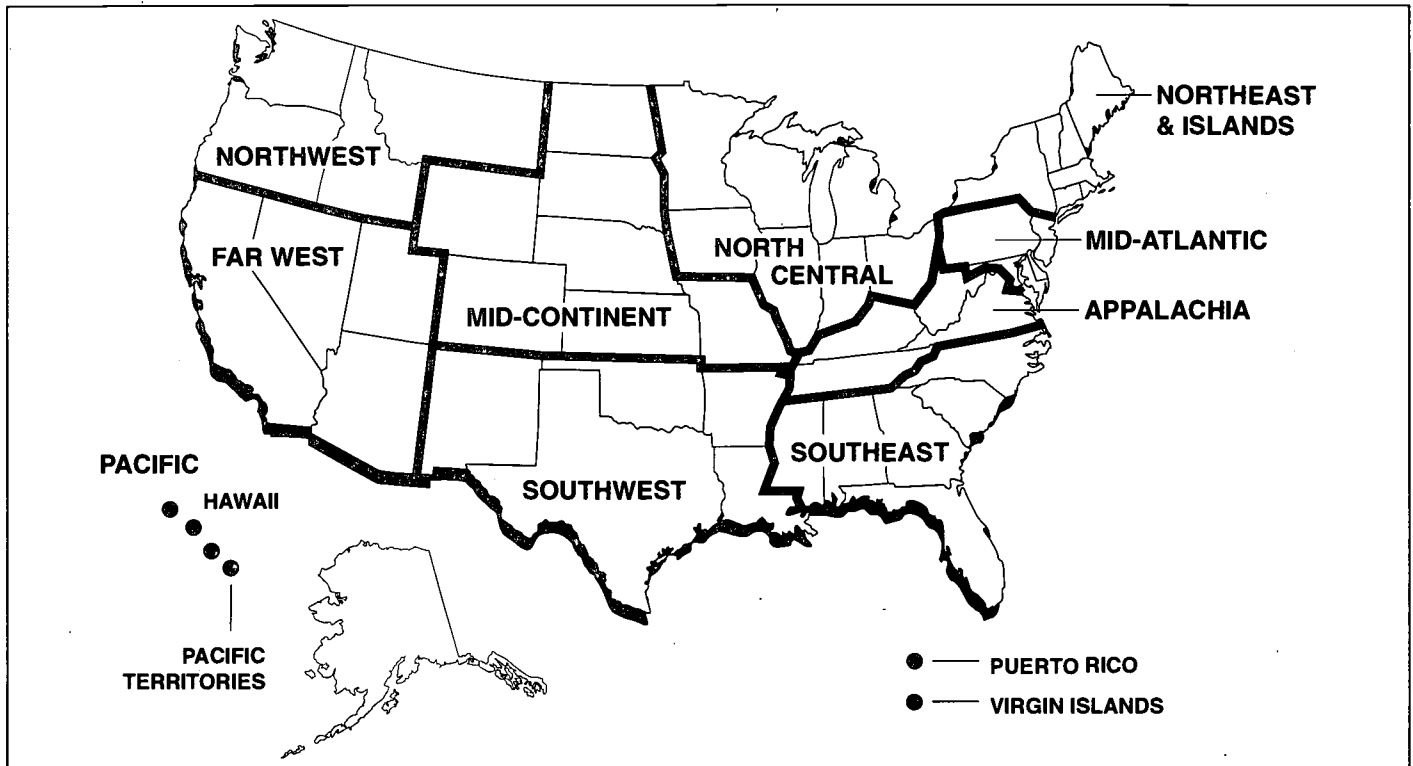 NORTHEAST
& ISLANDS
NORTHWEST
FAR WEST
NORTH
CENTRAL
MID-ATLANTIC
MID-CONTINENT
APPALACHIA
SOUTHEAST
SOUTHWEST
PACIFIC
HAWAII
PACIFIC
TERRITORIES
PUERTO RICO
VIRGIN ISLANDS